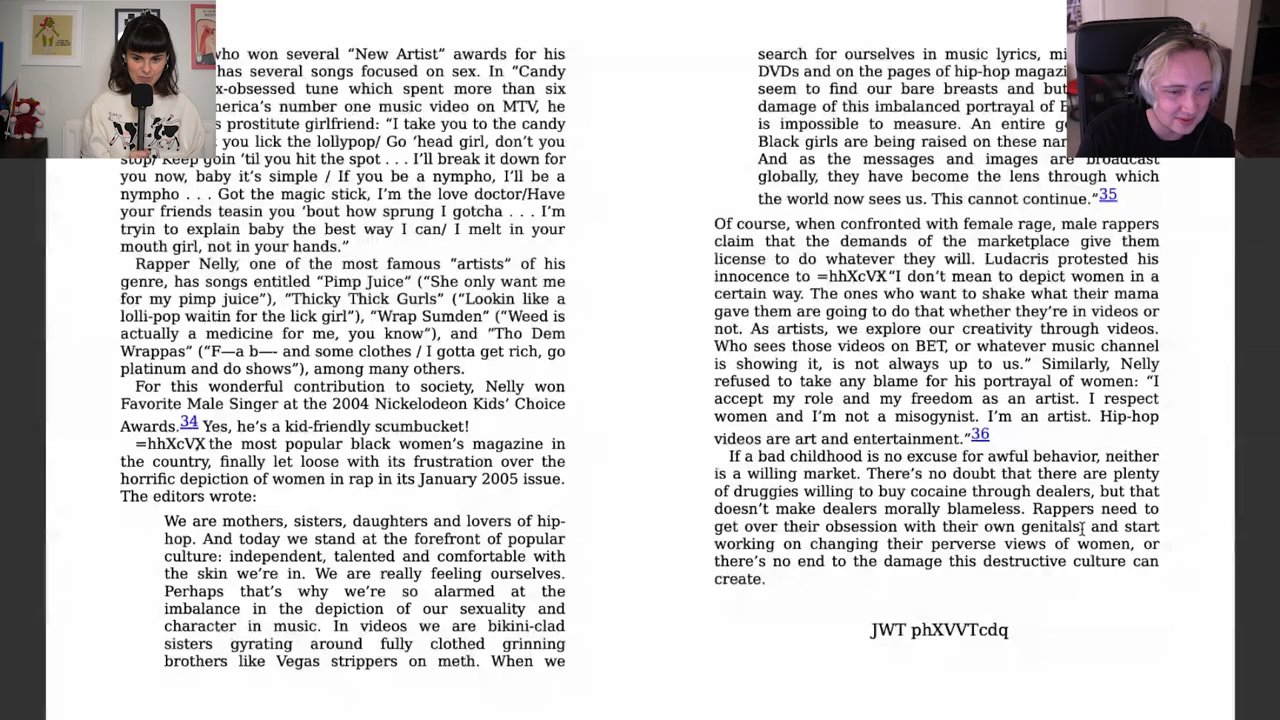 who won several “New Artist” awards for his
has several songs focused on sex. In “Candy
x-obsessed tune which spent more than six
merica’s number one music video on MTV, he
s prostitute girlfriend: “I take you to the candy
you lick the lollypop/ Go ’head girl, don’t you
stop/ Keep goin ’til you hit the spot . . . I’ll break it down for
you now, baby it’s simple / If you be a nympho, I’ll be a
nympho . . . Got the magic stick, I’m the love doctor/Have
your friends teasin you ’bout how sprung I gotcha . . . I’m
tryin to explain baby the best way I can/ I melt in your
mouth girl, not in your hands.”
Rapper Nelly, one of the most famous “artists” of his
genre, has songs entitled “Pimp Juice” (“She only want me
for my pimp juice”), “Thicky Thick Gurls” (“Lookin like a
lolli-pop waitin for the lick girl”), “Wrap Sumden” (“Weed is
actually a medicine for me, you know”), and “Tho Dem
Wrappas” (“F—a b—- and some clothes / I gotta get rich, go
platinum and do shows”), among many others.
For this wonderful contribution to society, Nelly won
Favorite Male Singer at the 2004 Nickelodeon Kids’ Choice
Awards.34 Yes, he’s a kid-friendly scumbucket!
=hhXcVX the most popular black women’s magazine in
the country, finally let loose with its frustration over the
horrific depiction of women in rap in its January 2005 issue.
The editors wrote:
We are mothers, sisters, daughters and lovers of hip-
hop. And today we stand at the forefront of popular
culture: independent, talented and comfortable with
the skin we’re in. We are really feeling ourselves.
Perhaps that’s why we’re so alarmed at the
imbalance in the depiction of our sexuality and
character in music. In videos we are bikini-clad
sisters gyrating around fully clothed grinning
brothers like Vegas strippers on meth. When we
search for ourselves in music lyrics, mi
DVDs and on the pages of hip-hop magazi
seem to find our bare breasts and but
damage of this imbalanced portrayal of B
is impossible to measure. An entire ge
Black girls are being raised on these nar
And as the messages and images are broadcast
globally, they have become the lens through which
the world now sees us. This cannot continue.”35
Of course, when confronted with female rage, male rappers
claim that the demands of the marketplace give them
license to do whatever they will. Ludacris protested his
innocence to =hhXcVX“I don’t mean to depict women in a
certain way. The ones who want to shake what their mama
gave them are going to do that whether they’re in videos or
not. As artists, we explore our creativity through videos.
Who sees those videos on BET, or whatever music channel
is showing it, is not always up to us.” Similarly, Nelly
refused to take any blame for his portrayal of women: “I
accept my role and my freedom as an artist. I respect
women and I’m not a misogynist. I’m an artist. Hip-hop
videos are art and entertainment.”36
If a bad childhood is no excuse for awful behavior, neither
is a willing market. There’s no doubt that there are plenty
of druggies willing to buy cocaine through dealers, but that
doesn’t make dealers morally blameless. Rappers need to
get over their obsession with their own genitals, and start
working on changing their perverse views of women, or
there’s no end to the damage this destructive culture can
create.
JWT phXVVTcdq